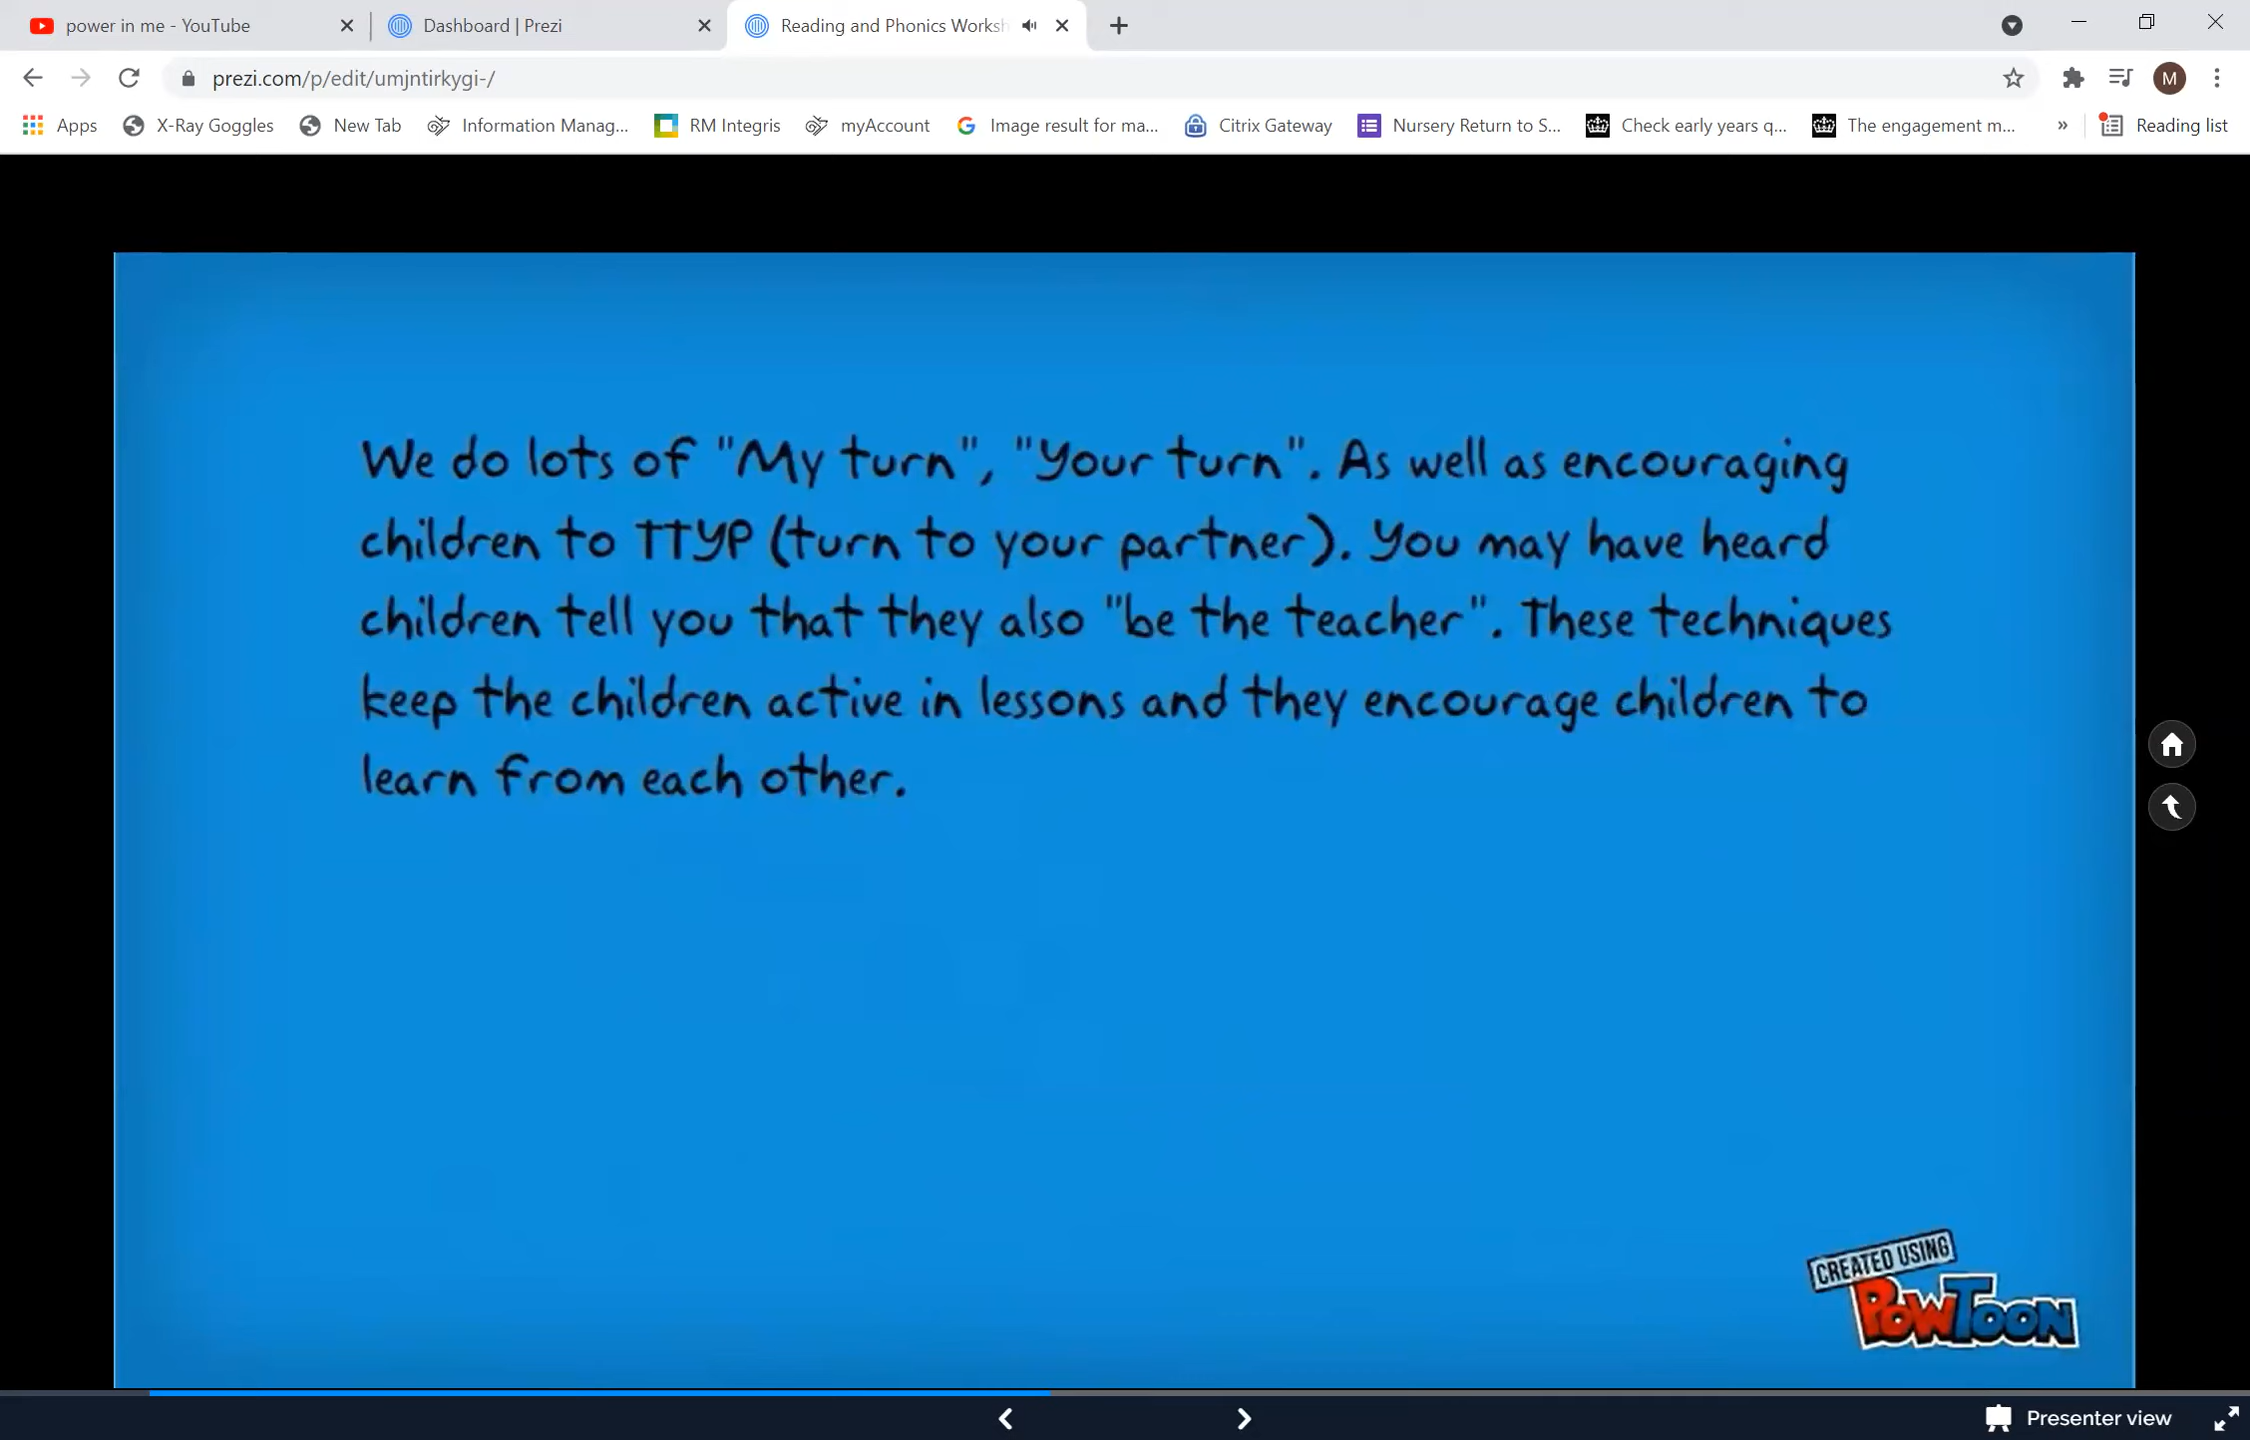 power in me - YouTube
Dashboard | Prezi
Reading and Phonics Worksh
prezi.com/p/edit/umjntirkygi-/
M
Apps
X-Ray Goggles
New Tab
Information Manag...
RM Integris
myAccount
Image result for ma...
Citrix Gateway
Nursery Return to S...
Check early years q...
The engagement m...
»
Reading list
We do lots of "My turn", "Your turn". As well as encouraging
children to TTYP (turn to your partner). You may have heard
children tell you that they also "be the teacher". These techniques
keep the children active in lessons and they encourage children to
learn from each other.
CREATED USING
POWTOON
Presenter view